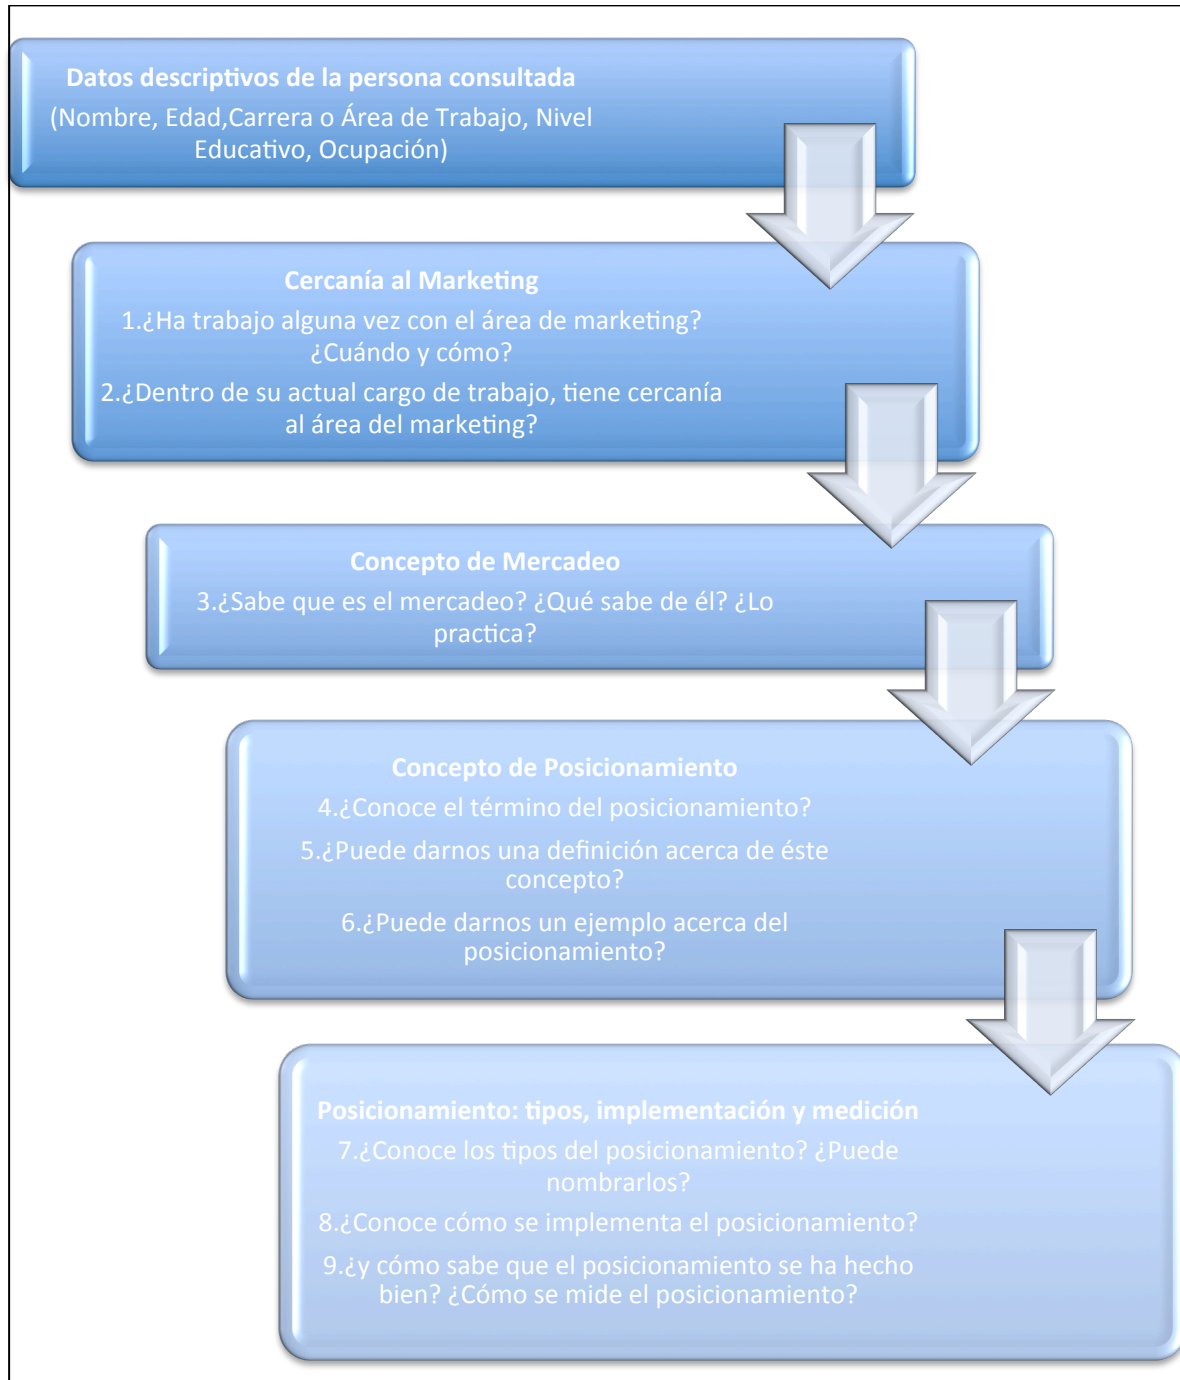 Datos descriptivos de la persona consultada
(Nombre, Edad,Carrera o Área de Trabajo, Nivel
Educativo, Ocupación)
Cercanía al Marketing
1.¿Ha trabajo alguna vez con el área de marketing?
¿Cuándo y cómo?
2.¿Dentro de su actual cargo de trabajo, tiene cercanía
al área del marketing?
Concepto de Mercadeo
3.¿Sabe que es el mercadeo? ¿Qué sabe de él? ¿Lo
practica?
Concepto de Posicionamiento
4.¿Conoce el término del posicionamiento?
5.¿Puede darnos una definición acerca de éste
concepto?
6.¿Puede darnos un ejemplo acerca del
posicionamiento?
Posicionamiento: tipos, implementación y medición
7.¿Conoce los tipos del posicionamiento? ¿Puede
nombrarlos?
8.¿Conoce cómo se implementa el posicionamiento?
9.¿y cómo sabe que el posicionamiento se ha hecho
bien? ¿Cómo se mide el posicionamiento?